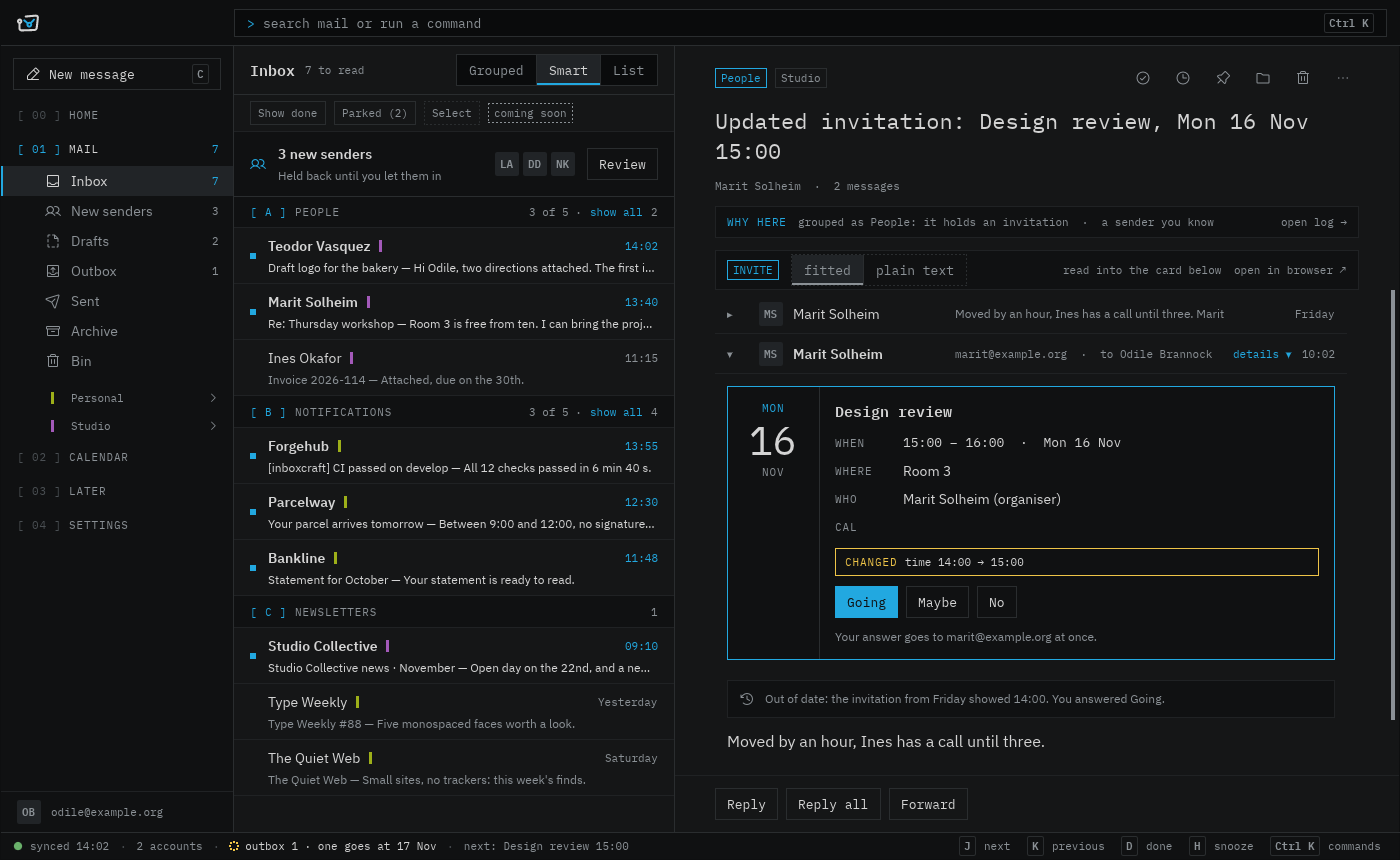 > search mail or run a command
Ctrl K
New message C
[ 00 ] HOME
[ 01 ] MAIL 7
Inbox 7
New senders 3
Drafts 2
Outbox 1
Sent
Archive
Bin
Personal
Studio
[ 02 ] CALENDAR
[ 03 ] LATER
[ 04 ] SETTINGS
OB odile@example.org
Inbox 7 to read
Grouped Smart List
Show done Parked (2) Select coming soon
3 new senders
Held back until you let them in
LA DD NK Review
[ A ] PEOPLE 3 of 5 · show all 2
Teodor Vasquez 14:02
Draft logo for the bakery — Hi Odile, two directions attached. The first i…
Marit Solheim 13:40
Re: Thursday workshop — Room 3 is free from ten. I can bring the proj…
Ines Okafor 11:15
Invoice 2026-114 — Attached, due on the 30th.
[ B ] NOTIFICATIONS 3 of 5 · show all 4
Forgehub 13:55
[inboxcraft] CI passed on develop — All 12 checks passed in 6 min 40 s.
Parcelway 12:30
Your parcel arrives tomorrow — Between 9:00 and 12:00, no signature…
Bankline 11:48
Statement for October — Your statement is ready to read.
[ C ] NEWSLETTERS 1
Studio Collective 09:10
Studio Collective news · November — Open day on the 22nd, and a ne…
Type Weekly Yesterday
Type Weekly #88 — Five monospaced faces worth a look.
The Quiet Web Saturday
The Quiet Web — Small sites, no trackers: this week's finds.
People Studio
Updated invitation: Design review, Mon 16 Nov
15:00
Marit Solheim · 2 messages
WHY HERE grouped as People: it holds an invitation · a sender you know open log →
INVITE fitted plain text read into the card below open in browser ↗
▸ MS Marit Solheim Moved by an hour, Ines has a call until three. Marit Friday
▾ MS Marit Solheim marit@example.org · to Odile Brannock details ▾ 10:02
MON
16
NOV
Design review
WHEN 15:00 – 16:00 · Mon 16 Nov
WHERE Room 3
WHO Marit Solheim (organiser)
CAL
CHANGED time 14:00 → 15:00
Going Maybe No
Your answer goes to marit@example.org at once.
Out of date: the invitation from Friday showed 14:00. You answered Going.
Moved by an hour, Ines has a call until three.
Reply Reply all Forward
synced 14:02 · 2 accounts · outbox 1 · one goes at 17 Nov · next: Design review 15:00
J next K previous D done H snooze Ctrl K commands